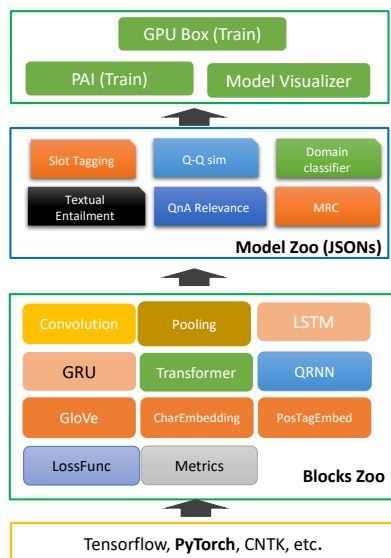 GPU Box (Train)
PAI (Train)
Model Visualizer
Slot Tagging
Q-Q sim
Domain
classifier
Textual
Entailment
QnA Relevance
MRC
Model Zoo (JSONs)
Convolution
Pooling
LSTM
GRU
Transformer
QRNN
GloVe
CharEmbedding
PosTagEmbed
LossFunc
Metrics
Blocks Zoo
Tensorflow, PyTorch, CNTK, etc.